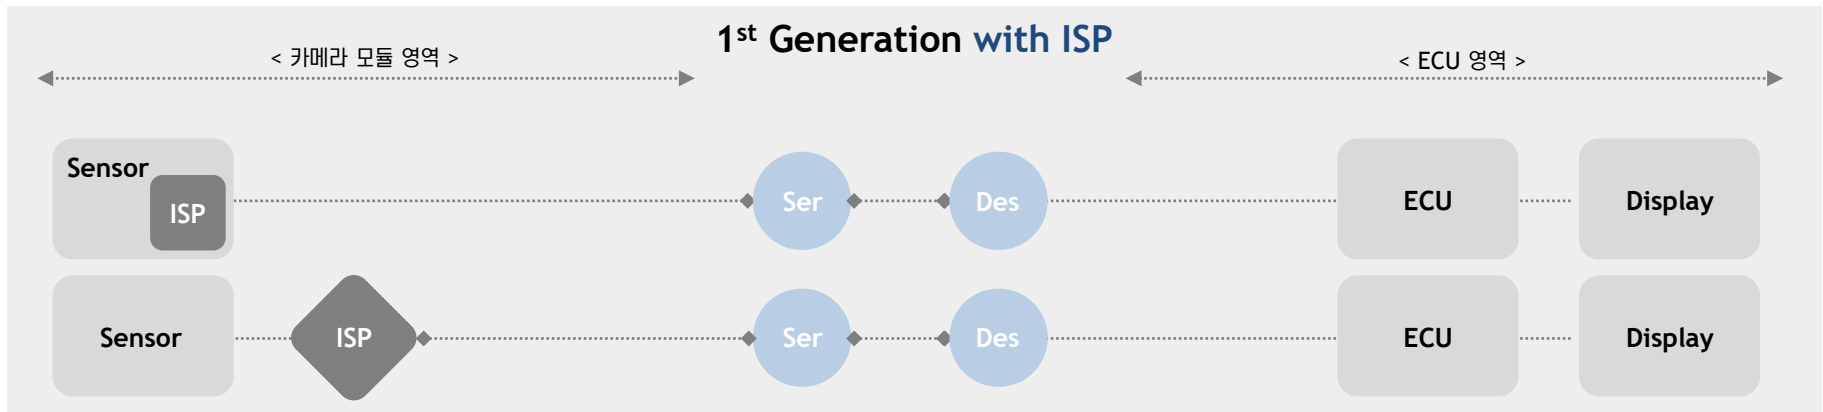 1st Generation with ISP
< 카메라 모듈 영역 >
< ECU 영역 >
Sensor
ISP
Ser
Des
ECU
Display
Sensor
ISP
Ser
Des
ECU
Display